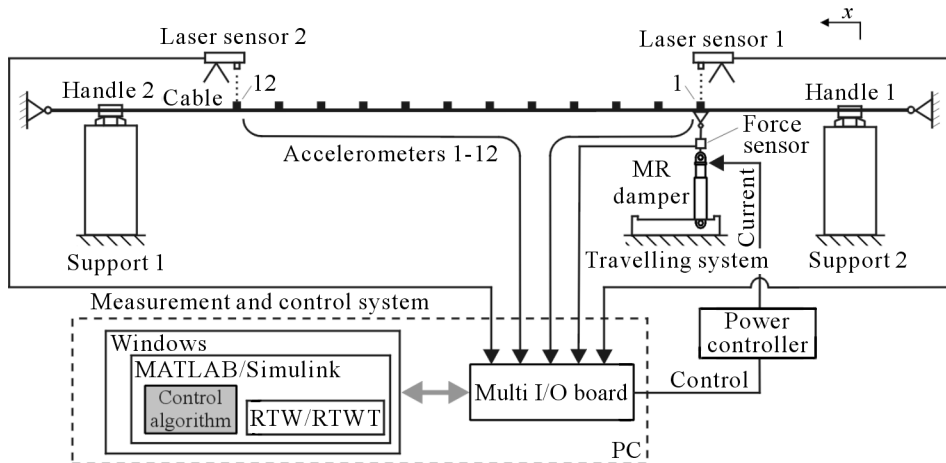 x
Laser sensor 2
Laser sensor 1
Handle 2
Cable
12
1
Handle 1
Force
sensor
Accelerometers 1-12
MR
damper
Current
Support 1
Travelling system
Support 2
Measurement and control system
Windows
MATLAB/Simulink
Control
algorithm
RTW/RTWT
Multi I/O board
Control
Power
controller
PC